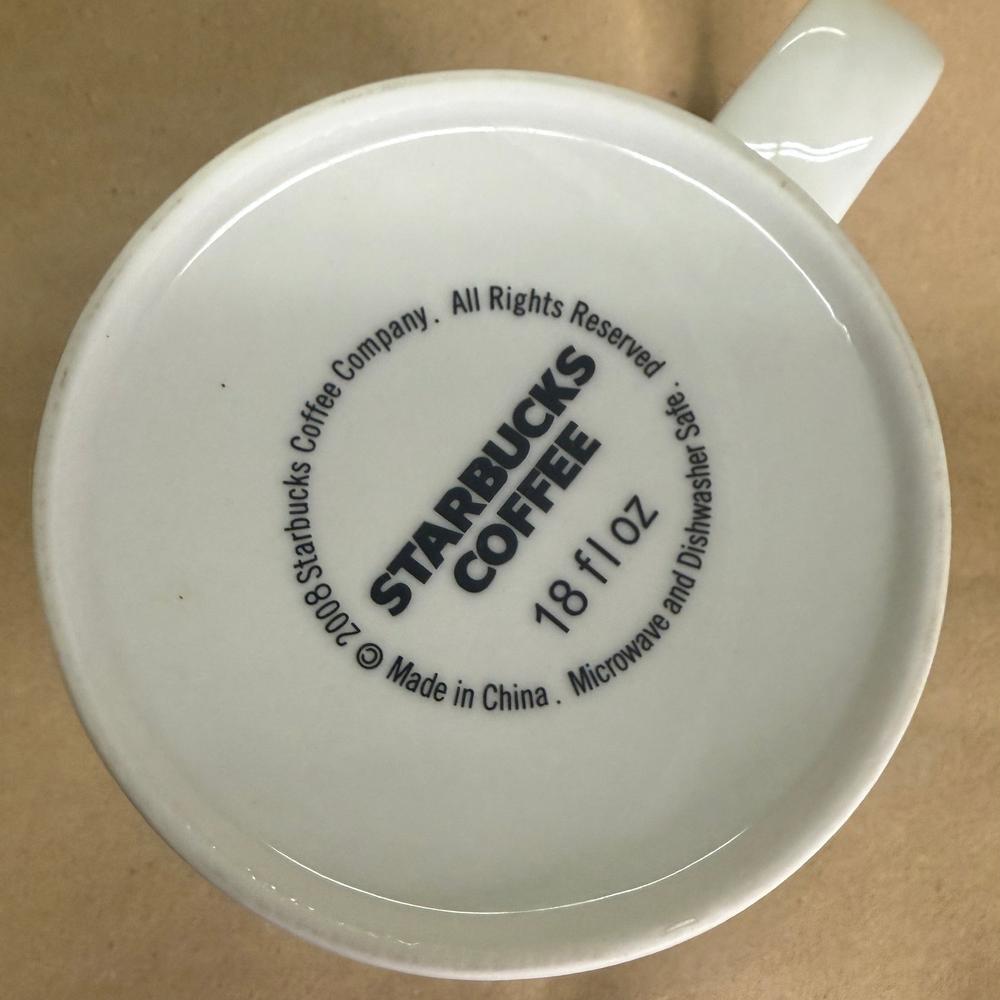 © 2008 Starbucks Coffee Company. All Rights Reserved
Microwave and Dishwasher Safe.
Made in China.
STARBUCKS
COFFEE
18 fl oz